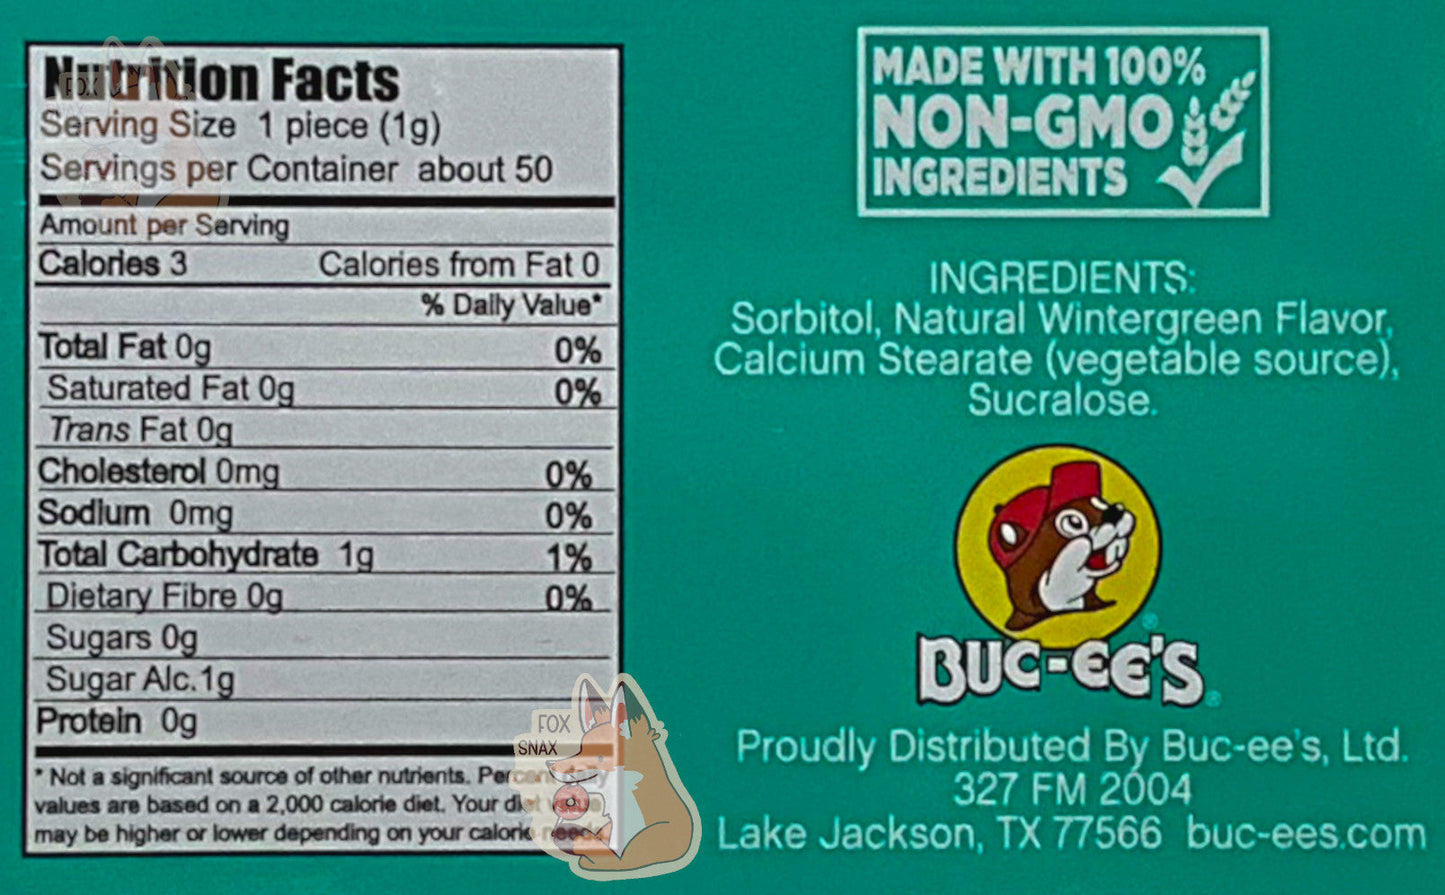 Nutrition Facts
Serving Size 1 piece (1g)
Servings per Container about 50
Amount per Serving
Calories 3 Calories from Fat 0
% Daily Value*
Total Fat 0g 0%
Saturated Fat 0g 0%
Trans Fat 0g
Cholesterol 0mg 0%
Sodium 0mg 0%
Total Carbohydrate 1g 1%
Dietary Fibre 0g 0%
Sugars 0g
Sugar Alc.1g
Protein 0g
* Not a significant source of other nutrients. Percent daily
values are based on a 2,000 calorie diet. Your diet value
may be higher or lower depending on your calorie needs
FOX
SNAX
MADE WITH 100%
NON-GMO
INGREDIENTS
INGREDIENTS:
Sorbitol, Natural Wintergreen Flavor,
Calcium Stearate (vegetable source),
Sucralose.
BUC-EE'S®
Proudly Distributed By Buc-ee's, Ltd.
327 FM 2004
Lake Jackson, TX 77566 buc-ees.com